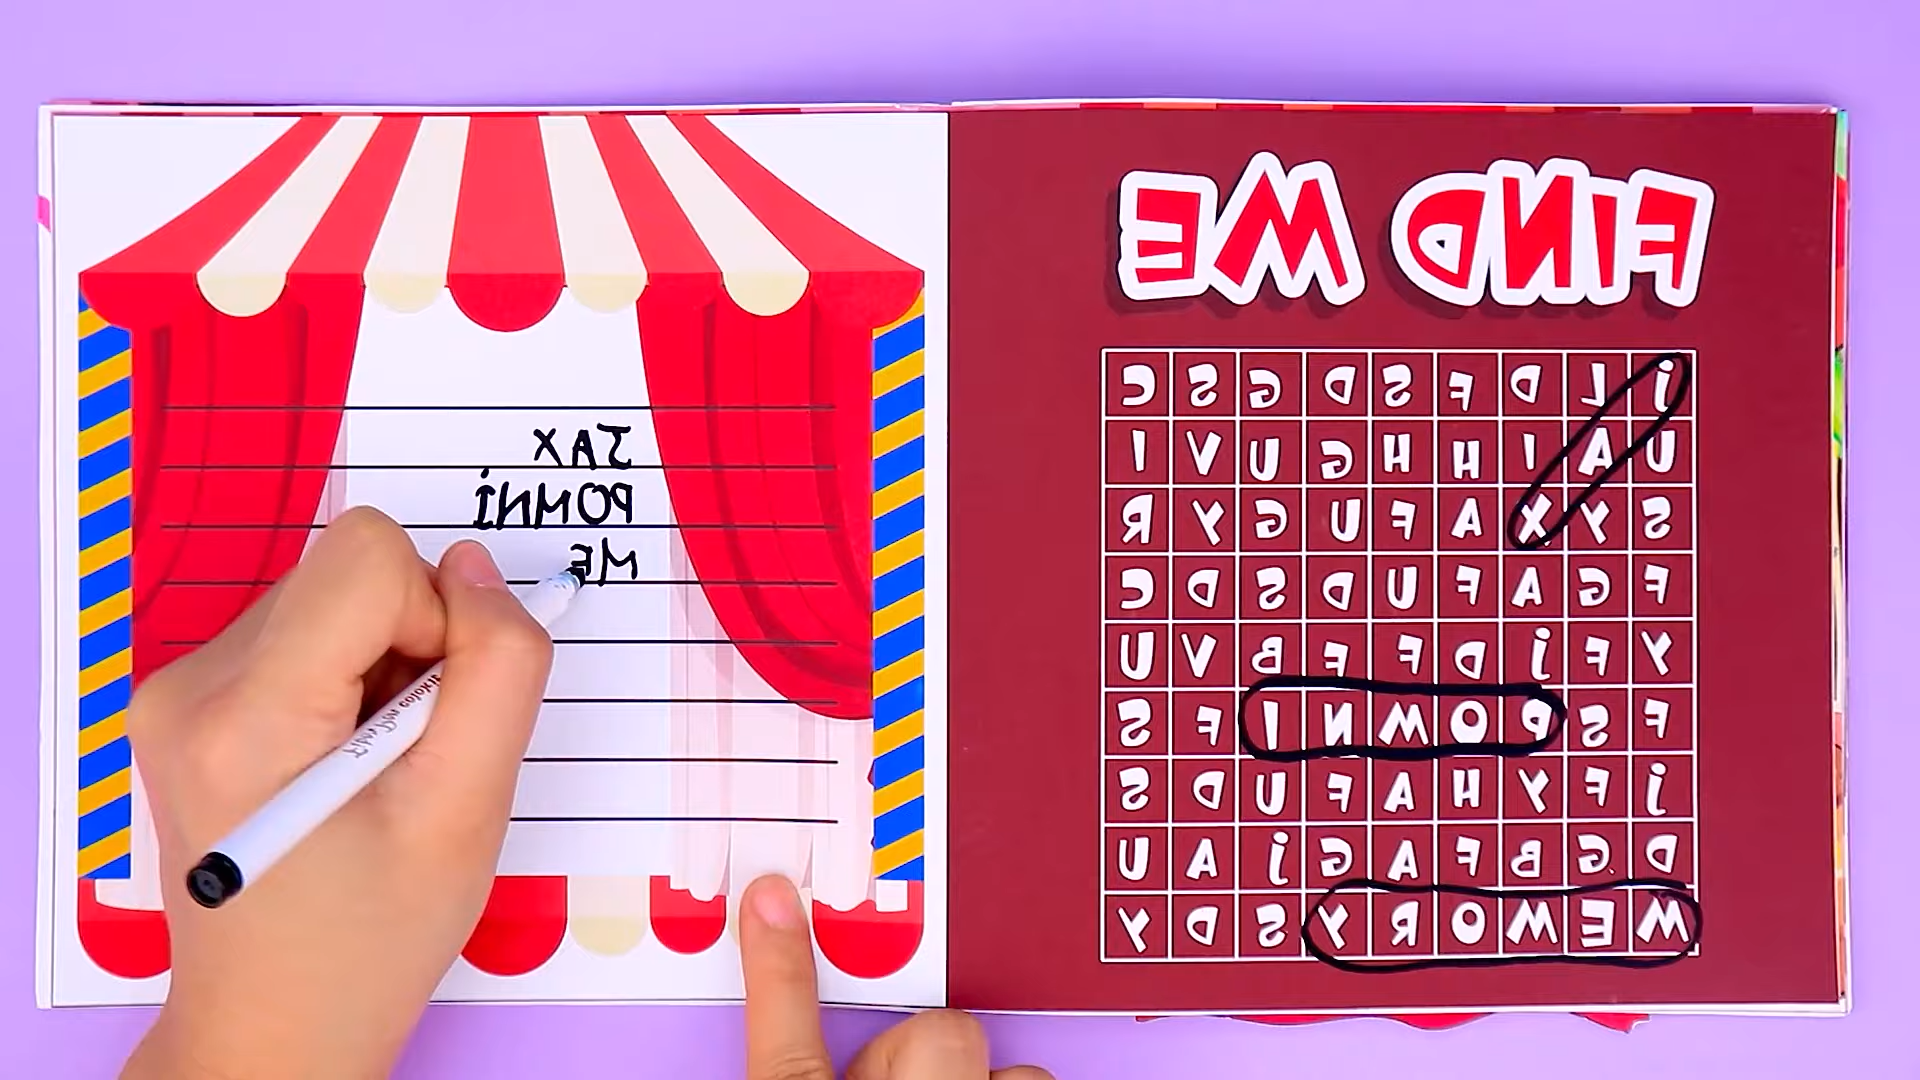 JAX
POMNI
ME
FIND ME
J L D F S D G S C
U A I H H G U V I
S Y X A F U G Y R
F G A F U D S D C
Y F J D F F B V U
F S P O M N I F S
J F Y H A F U D S
D G B F A G J A U
M E M O R Y S D Y